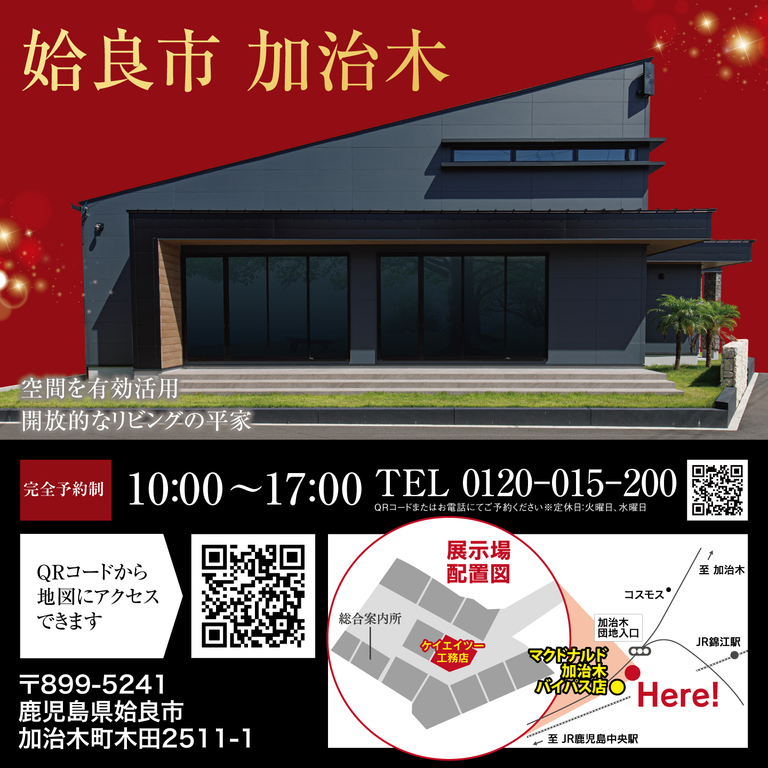 姶良市 加治木
空間を有効活用
開放的なリビングの平家
完全予約制
10:00～17:00
TEL 0120-015-200
QRコードまたはお電話にてご予約ください※定休日：火曜日、水曜日
QRコードから
地図にアクセス
できます
〒899-5241
鹿児島県姶良市
加治木町木田2511-1
展示場
配置図
総合案内所
ケイエイツー
工務店
至 加治木
コスモス
加治木
団地入口
JR錦江駅
マクドナルド
加治木
バイパス店
Here!
至 JR鹿児島中央駅